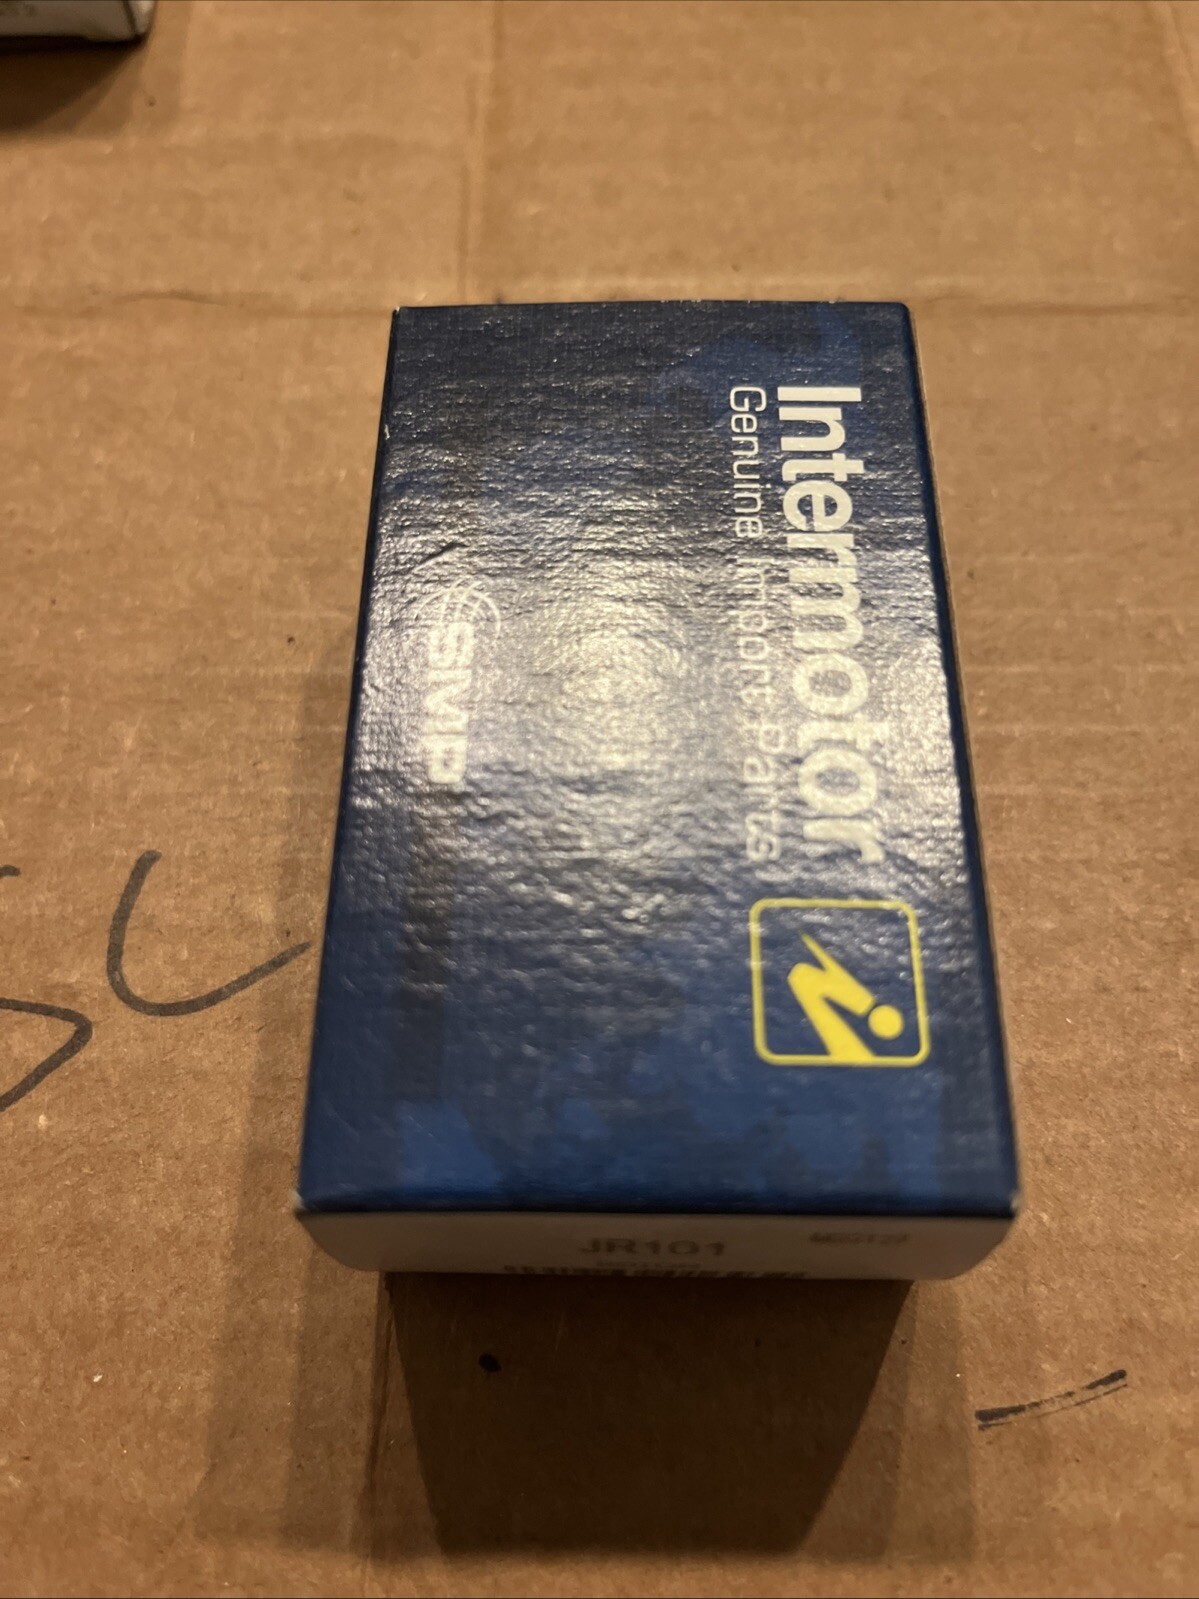 Intermotor
Genuine Import Parts
SMP
JR101